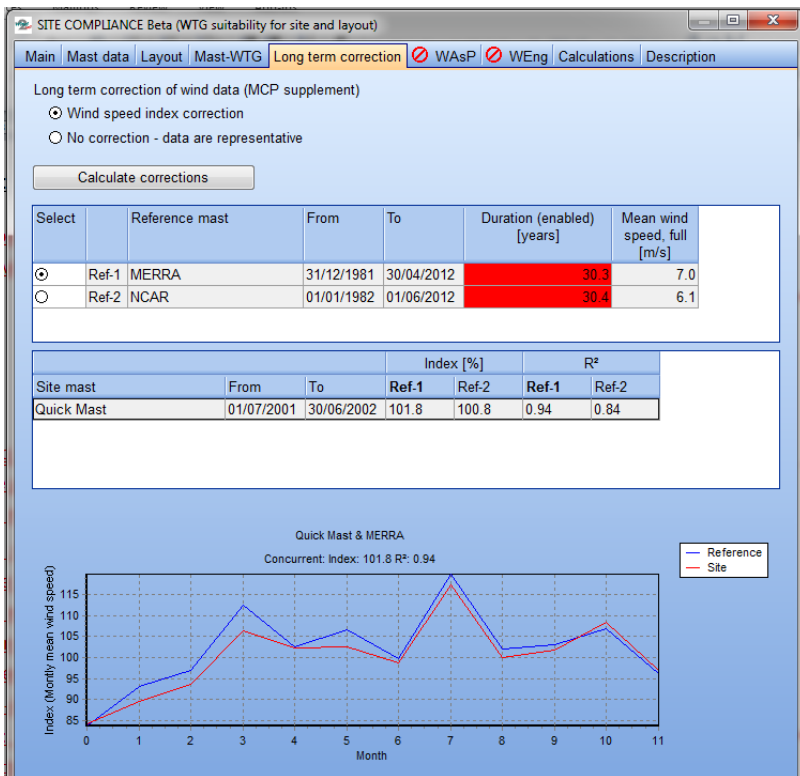 SITE COMPLIANCE Beta (WTG suitability for site and layout)
Main Mast data Layout Mast-WTG Long term correction WAsP WEng Calculations Description
Long term correction of wind data (MCP supplement)
Wind speed index correction
No correction - data are representative
Calculate corrections
Select Reference mast From To Duration (enabled) [years] Mean wind speed, full [m/s]
Ref-1 MERRA 31/12/1981 30/04/2012 30.3 7.0
Ref-2 NCAR 01/01/1982 01/06/2012 30.4 6.1
Index [%] R²
Site mast From To Ref-1 Ref-2 Ref-1 Ref-2
Quick Mast 01/07/2001 30/06/2002 101.8 100.8 0.94 0.84
Quick Mast & MERRA
Concurrent: Index: 101.8 R²: 0.94
Reference
Site
Index (Montly mean wind speed)
115
110
105
100
95
90
85
0 1 2 3 4 5 6 7 8 9 10 11
Month